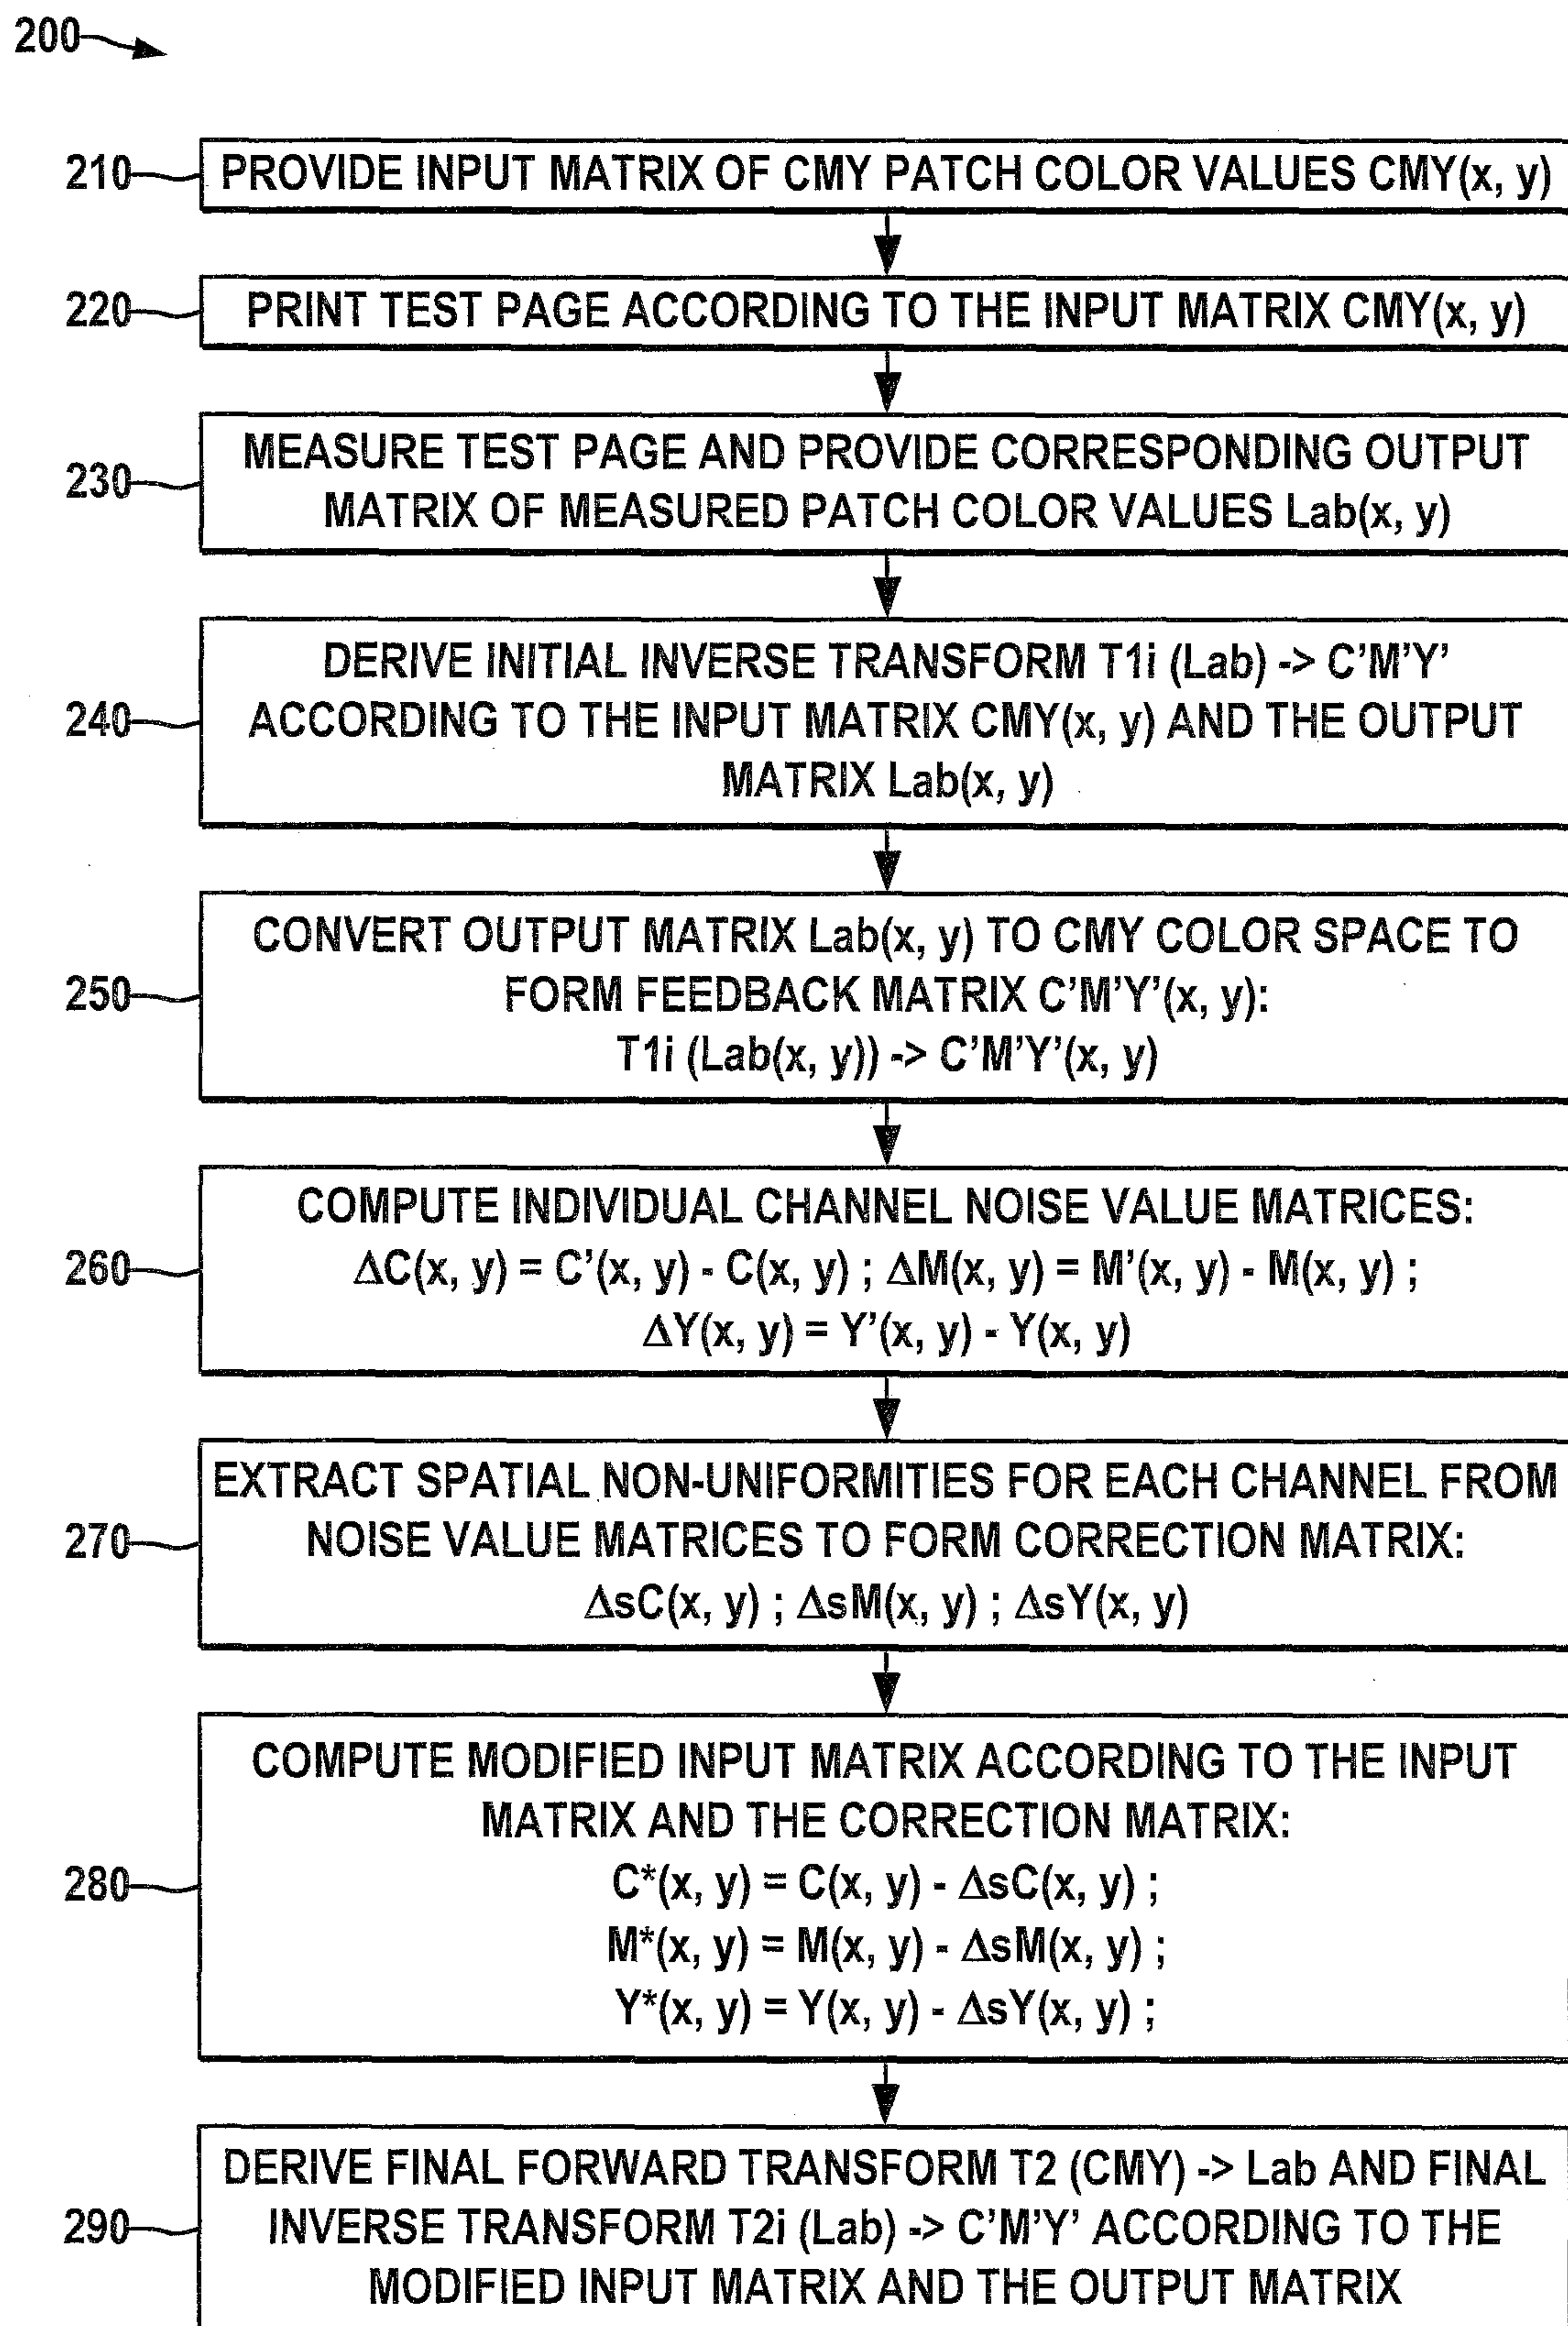 200
210 PROVIDE INPUT MATRIX OF CMY PATCH COLOR VALUES CMY(x, y)
220 PRINT TEST PAGE ACCORDING TO THE INPUT MATRIX CMY(x, y)
MEASURE TEST PAGE AND PROVIDE CORRESPONDING OUTPUT
230
MATRIX OF MEASURED PATCH COLOR VALUES Lab(x, y)
DERIVE INITIAL INVERSE TRANSFORM T1i (Lab) -> C'M'Y'
240 ACCORDING TO THE INPUT MATRIX CMY(x, y) AND THE OUTPUT
MATRIX Lab(x, y)
CONVERT OUTPUT MATRIX Lab(x, y) TO CMY COLOR SPACE TO
250 FORM FEEDBACK MATRIX C'M'Y'(x, y):
T1i (Lab(x, y)) -> C'M'Y'(x, y)
COMPUTE INDIVIDUAL CHANNEL NOISE VALUE MATRICES:
260 ΔC(x, y) = C'(x, y) - C(x, y) ; ΔM(x, y) = M'(x, y) - M(x, y) ;
ΔY(x, y) = Y'(x, y) - Y(x, y)
EXTRACT SPATIAL NON-UNIFORMITIES FOR EACH CHANNEL FROM
270 NOISE VALUE MATRICES TO FORM CORRECTION MATRIX:
ΔsC(x, y) ; ΔsM(x, y) ; ΔsY(x, y)
COMPUTE MODIFIED INPUT MATRIX ACCORDING TO THE INPUT
MATRIX AND THE CORRECTION MATRIX:
280 C*(x, y) = C(x, y) - ΔsC(x, y) ;
M*(x, y) = M(x, y) - ΔsM(x, y) ;
Y*(x, y) = Y(x, y) - ΔsY(x, y) ;
DERIVE FINAL FORWARD TRANSFORM T2 (CMY) -> Lab AND FINAL
290 INVERSE TRANSFORM T2i (Lab) -> C'M'Y' ACCORDING TO THE
MODIFIED INPUT MATRIX AND THE OUTPUT MATRIX